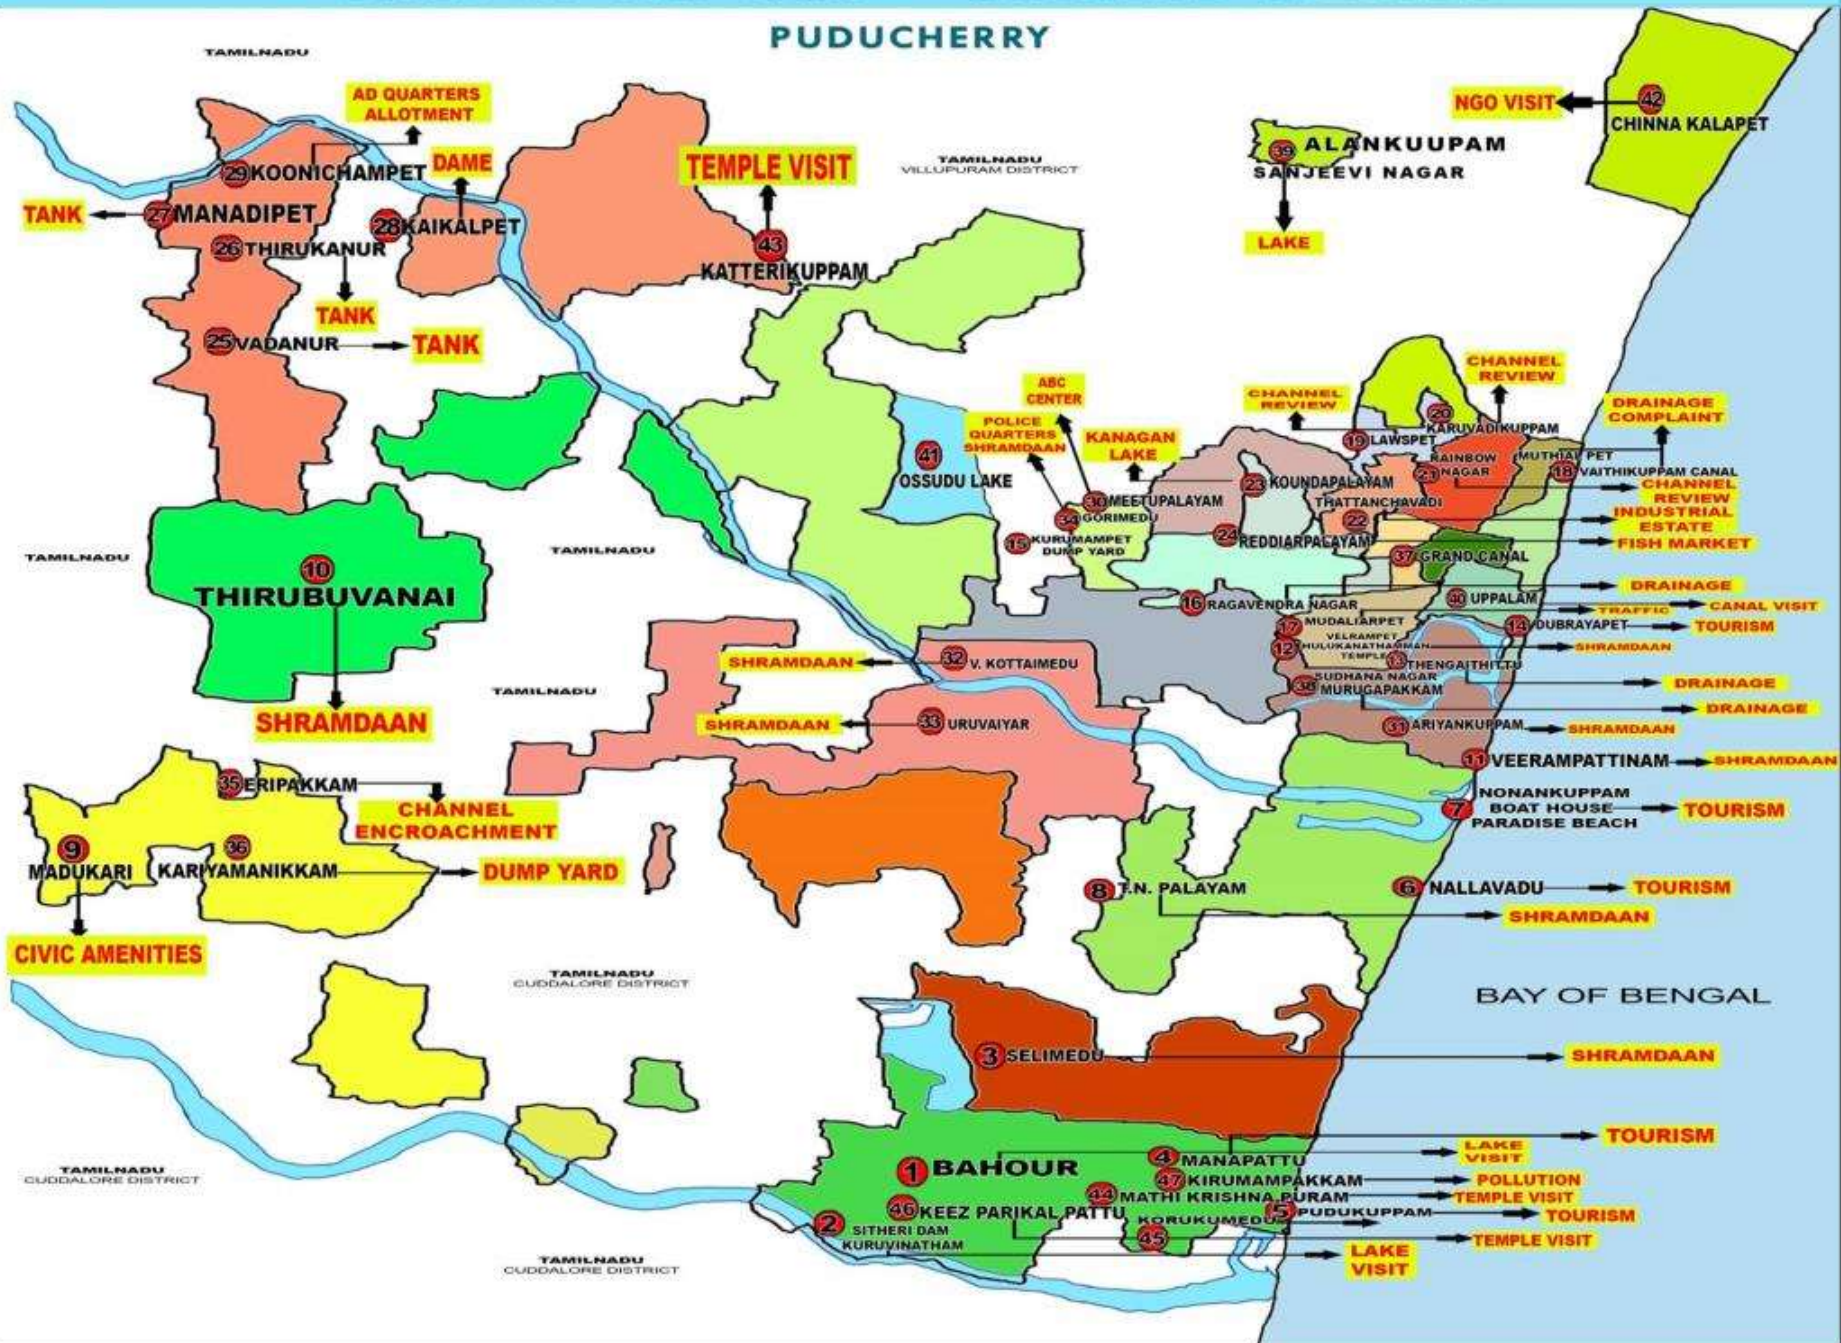 PUDUCHERRY
TAMILNADU
AD QUARTERS
ALLOTMENT
NGO VISIT
42
CHINNA KALAPET
29 KOONICHAMPET
DAME
TEMPLE VISIT
TAMILNADU
VILLUPURAM DISTRICT
39 ALANKUUPAM
SANJEEVI NAGAR
TANK
27 MANADIPET
28 KAIKALPET
26 THIRUKANUR
43
KATTERIKUPPAM
LAKE
TANK
25 VADANUR
TANK
ABC
CENTER
CHANNEL
REVIEW
CHANNEL
REVIEW
DRAINAGE
COMPLAINT
POLICE
QUARTERS
SHRAMDAAN
KANAGAN
LAKE
20
KARUVADIKUPPAM
19 LAWSPET
41
OSSUDU LAKE
RAINBOW
21 NAGAR
MUTHIAL PET
18 VAITHIKUPPAM CANAL
23 KOUNDAPALAYAM
CHANNEL
REVIEW
30 MEETUPALAYAM
THATTANCHAVADI
22
INDUSTRIAL
ESTATE
34 GORIMEDU
15 KURUMAMPET
DUMP YARD
24 REDDIARPALAYAM
FISH MARKET
37 GRAND CANAL
TAMILNADU
TAMILNADU
10
THIRUBUVANAI
DRAINAGE
16 RAGAVENDRA NAGAR
40 UPPALAM
CANAL VISIT
TRAFFIC
17 MUDALIARPET
14 DUBRAYAPET
TOURISM
VELRAMPET
12 HULUKANATHAMMAN
TEMPLE
SHRAMDAAN
13 THENGAITHITTU
SHRAMDAAN
32 V. KOTTAIMEDU
SUDHANA NAGAR
38 MURUGAPAKKAM
DRAINAGE
TAMILNADU
DRAINAGE
SHRAMDAAN
SHRAMDAAN
33 URUVAIYAR
31 ARIYANKUPPAM
SHRAMDAAN
11 VEERAMPATTINAM
SHRAMDAAN
35 ERIPAKKAM
CHANNEL
ENCROACHMENT
NONANKUPPAM
7 BOAT HOUSE
PARADISE BEACH
TOURISM
9
MADUKARI
36
KARIYAMANIKKAM
DUMP YARD
8 T.N. PALAYAM
6 NALLAVADU
TOURISM
SHRAMDAAN
CIVIC AMENITIES
TAMILNADU
CUDDALORE DISTRICT
BAY OF BENGAL
3 SELIMEDU
SHRAMDAAN
TOURISM
TAMILNADU
CUDDALORE DISTRICT
1 BAHOUR
4 MANAPATTU
LAKE
VISIT
47 KIRUMAMPAKKAM
POLLUTION
44 MATHI KRISHNA PURAM
TEMPLE VISIT
46 KEEZ PARIKAL PATTU
5 PUDUKUPPAM
TOURISM
KORUKUMEDU
45
2 SITHERI DAM
KURUVINATHAM
TEMPLE VISIT
LAKE
VISIT
TAMILNADU
CUDDALORE DISTRICT